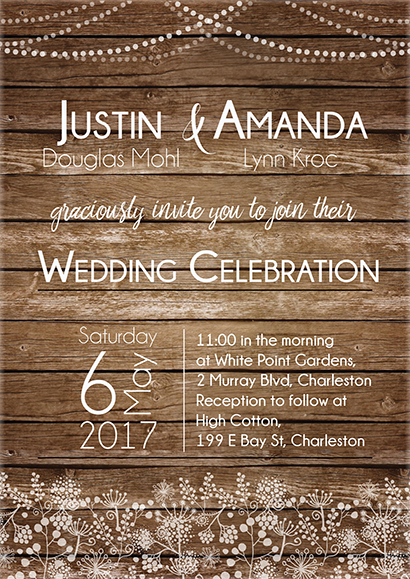 JUSTIN & AMANDA
Douglas Mohl Lynn Kroc
graciously invite you to join their
WEDDING CELEBRATION
Saturday
6 May
2017
11:00 in the morning
at White Point Gardens,
2 Murray Blvd, Charleston
Reception to follow at
High Cotton,
199 E Bay St, Charleston